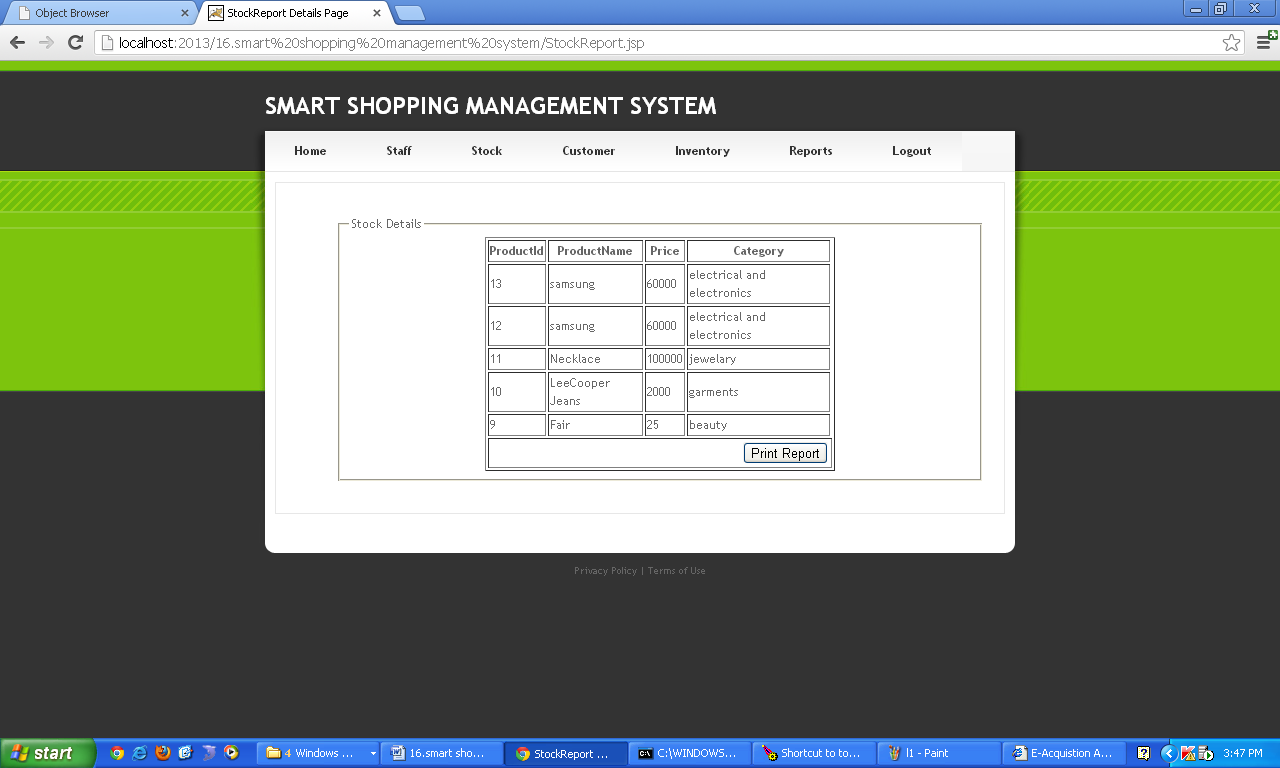 Object Browser
StockReport Details Page
localhost:2013/16.smart%20shopping%20management%20system/StockReport.jsp
SMART SHOPPING MANAGEMENT SYSTEM
Home Staff Stock Customer Inventory Reports Logout
Stock Details
ProductId ProductName Price Category
13 samsung 60000 electrical and
electronics
12 samsung 60000 electrical and
electronics
11 Necklace 100000 jewelary
10 LeeCooper
Jeans 2000 garments
9 Fair 25 beauty
Print Report
Privacy Policy | Terms of Use
start 4 Windows ... 16.smart sho... StockReport ... C:\WINDOWS... Shortcut to to... l1 - Paint E-Acquistion A... 3:47 PM